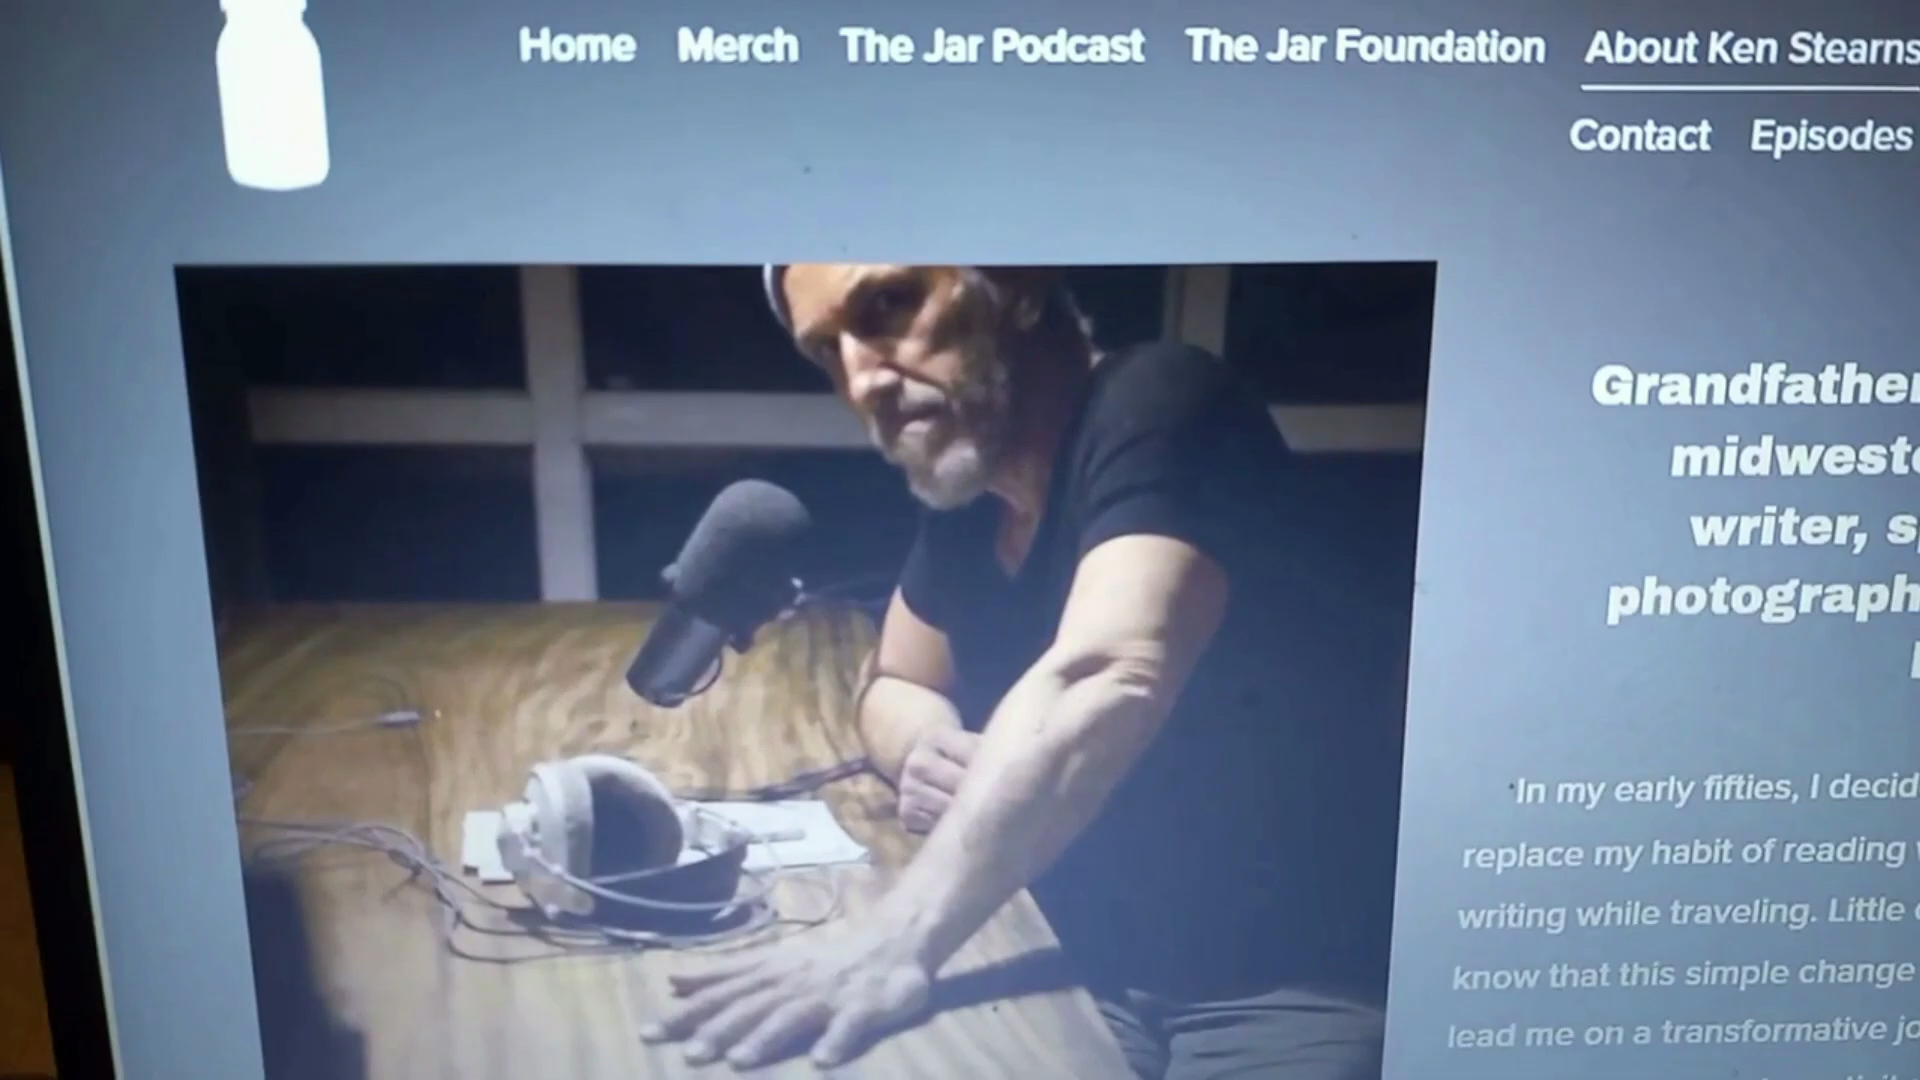 Home Merch The Jar Podcast The Jar Foundation About Ken Stearns
Contact Episodes
Grandfather
midweste
writer, s
photograph
In my early fifties, I decid
replace my habit of reading
writing while traveling. Little
know that this simple change
lead me on a transformative jo